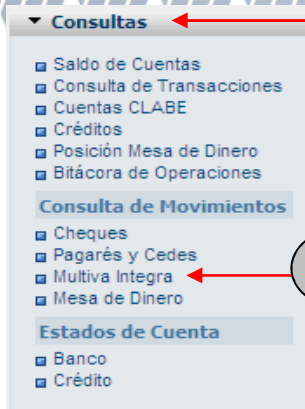 Consultas
Saldo de Cuentas
Consulta de Transacciones
Cuentas CLABE
Créditos
Posición Mesa de Dinero
Bitácora de Operaciones
Consulta de Movimientos
Cheques
Pagarés y Cedes
Multiva Integra
Mesa de Dinero
Estados de Cuenta
Banco
Crédito